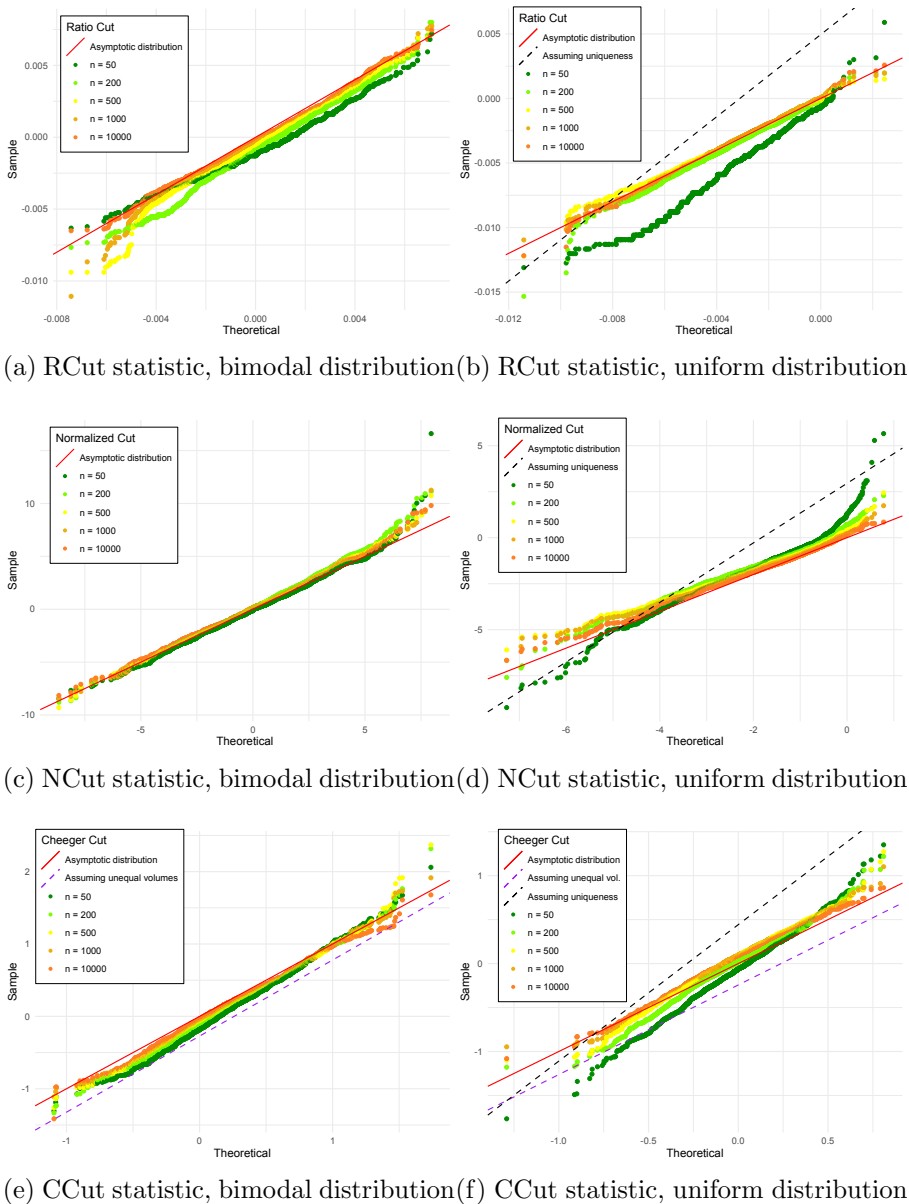 Ratio Cut
Asymptotic distribution
n = 50
n = 200
n = 500
n = 1000
n = 10000
0.005
0.000
-0.005
-0.010
Sample
-0.008
-0.004
0.000
0.004
Theoretical
(a) RCut statistic, bimodal distribution
Ratio Cut
Asymptotic distribution
Assuming uniqueness
n = 50
n = 200
n = 500
n = 1000
n = 10000
0.005
0.000
-0.005
-0.010
-0.015
Sample
-0.012
-0.008
-0.004
0.000
Theoretical
(b) RCut statistic, uniform distribution
Normalized Cut
Asymptotic distribution
n = 50
n = 200
n = 500
n = 1000
n = 10000
10
0
-10
Sample
-5
0
5
Theoretical
(c) NCut statistic, bimodal distribution
Normalized Cut
Asymptotic distribution
Assuming uniqueness
n = 50
n = 200
n = 500
n = 1000
n = 10000
5
0
-5
Sample
-6
-4
-2
0
Theoretical
(d) NCut statistic, uniform distribution
Cheeger Cut
Asymptotic distribution
Assuming unequal volumes
n = 50
n = 200
n = 500
n = 1000
n = 10000
2
1
0
-1
Sample
-1
0
1
Theoretical
(e) CCut statistic, bimodal distribution
Cheeger Cut
Asymptotic distribution
Assuming unequal vol.
Assuming uniqueness
n = 50
n = 200
n = 500
n = 1000
n = 10000
1
0
-1
Sample
-1.0
-0.5
0.0
0.5
Theoretical
(f) CCut statistic, uniform distribution